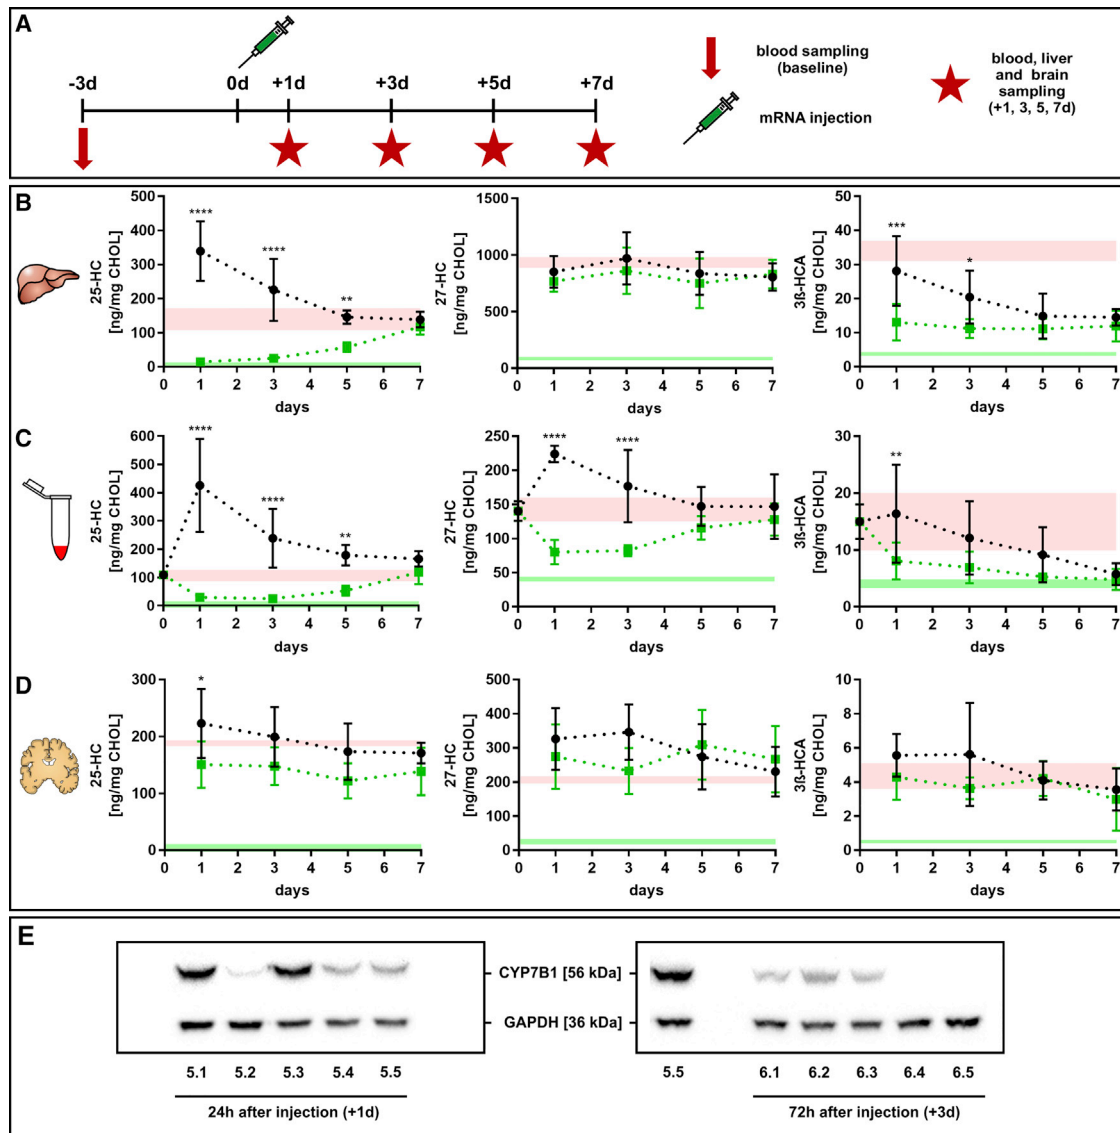 A
-3d
0d
+1d
+3d
+5d
+7d
blood sampling
(baseline)
mRNA injection
blood, liver
and brain
sampling
(+1, 3, 5, 7d)
B
25-HC
[ng/mg CHOL]
500
400
300
200
100
0
****
****
**
0 1 2 3 4 5 6 7
days
27-HC
[ng/mg CHOL]
1500
1000
500
0
0 1 2 3 4 5 6 7
days
3ß-HCA
[ng/mg CHOL]
50
40
30
20
10
0
***
*
0 1 2 3 4 5 6 7
days
C
25-HC
[ng/mg CHOL]
600
500
400
300
200
100
0
****
****
**
0 1 2 3 4 5 6 7
days
27-HC
[ng/mg CHOL]
250
200
150
100
50
0
****
****
0 1 2 3 4 5 6 7
days
3ß-HCA
[ng/mg CHOL]
30
20
10
0
**
0 1 2 3 4 5 6 7
days
D
25-HC
[ng/mg CHOL]
300
200
100
0
*
0 1 2 3 4 5 6 7
days
27-HC
[ng/mg CHOL]
500
400
300
200
100
0
0 1 2 3 4 5 6 7
days
3ß-HCA
[ng/mg CHOL]
10
8
6
4
2
0
0 1 2 3 4 5 6 7
days
E
CYP7B1 [56 kDa]
GAPDH [36 kDa]
5.1 5.2 5.3 5.4 5.5
24h after injection (+1d)
5.5 6.1 6.2 6.3 6.4 6.5
72h after injection (+3d)